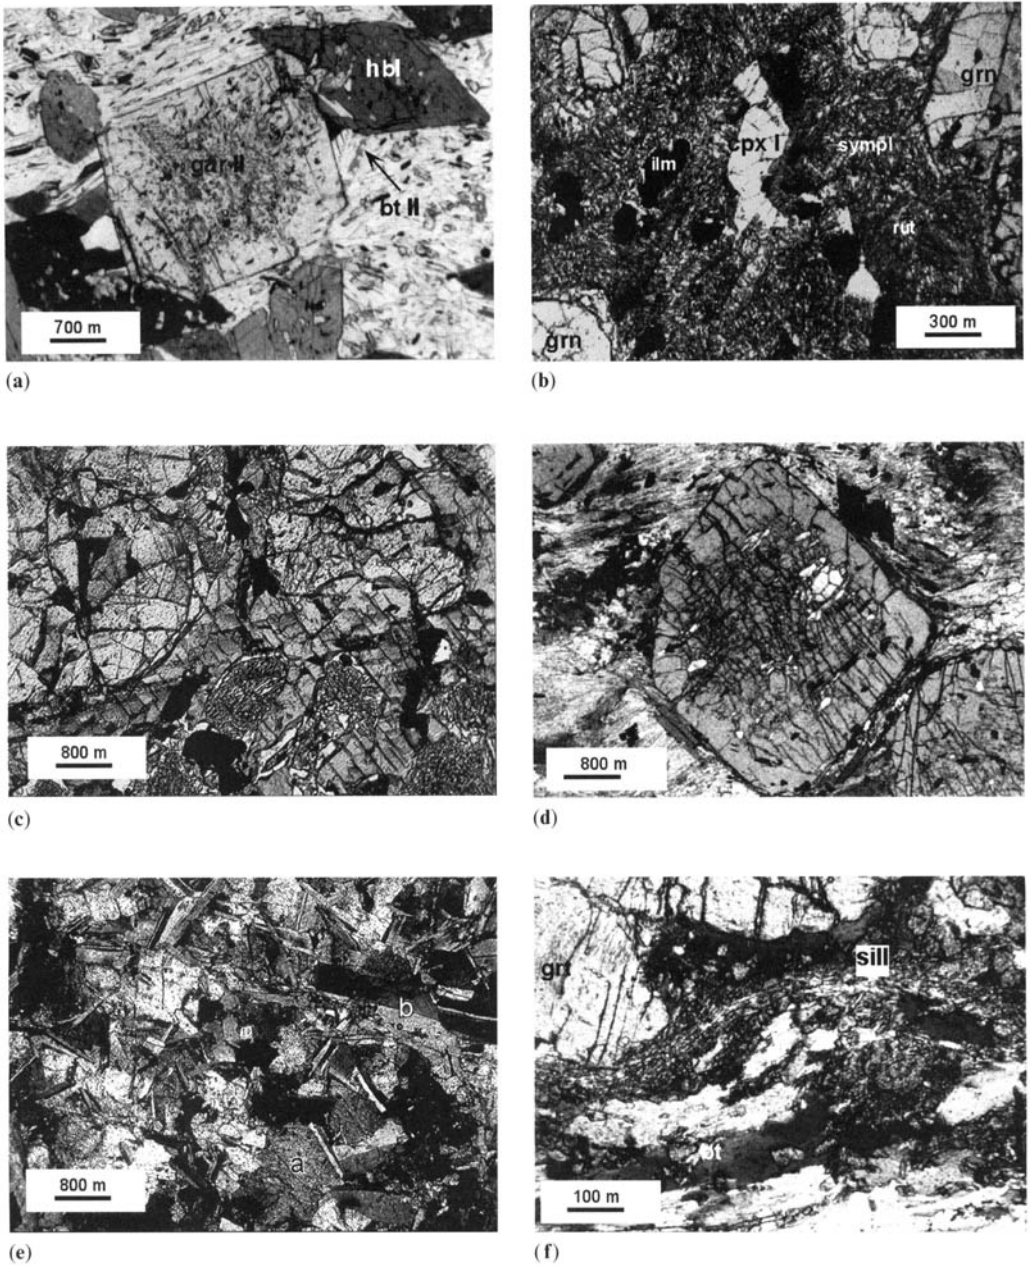 hbl
gar II
bt II
700 m
(a)
grn
cpx I
ilm
sympl
rut
grn
300 m
(b)
800 m
(c)
800 m
(d)
b
a
800 m
(e)
sill
grt
bt
100 m
(f)